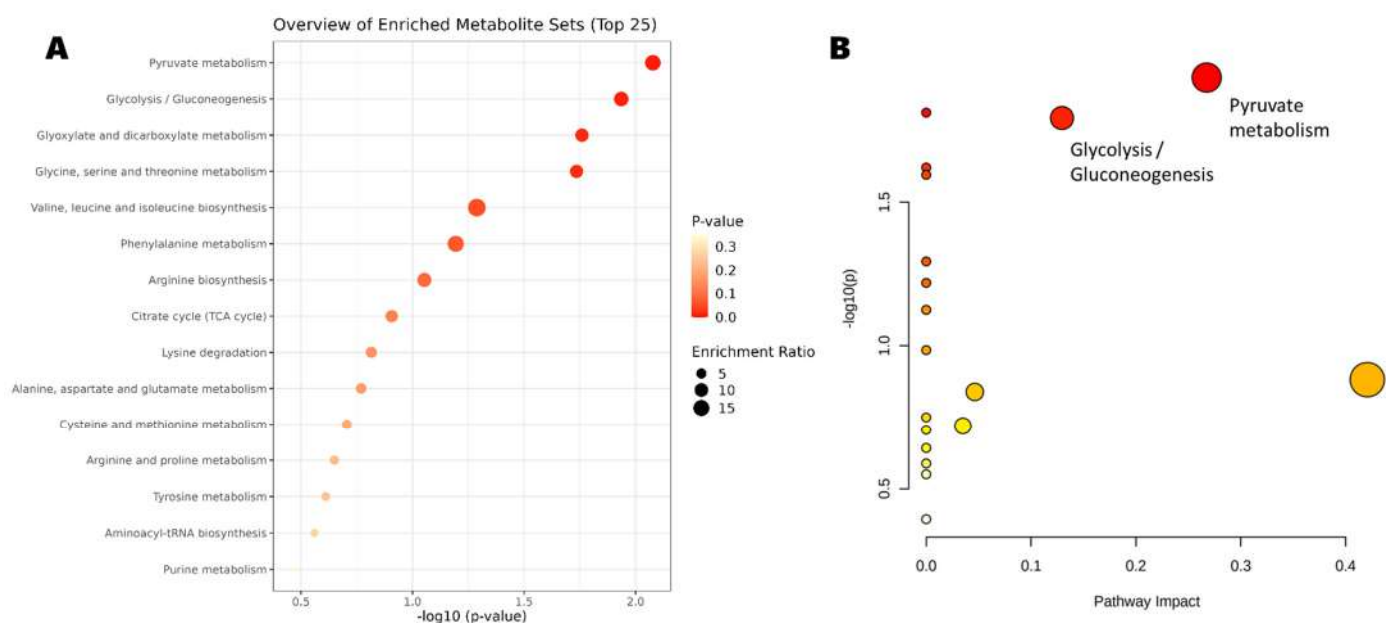 A
Overview of Enriched Metabolite Sets (Top 25)
Pyruvate metabolism
Glycolysis / Gluconeogenesis
Glyoxylate and dicarboxylate metabolism
Glycine, serine and threonine metabolism
Valine, leucine and isoleucine biosynthesis
Phenylalanine metabolism
Arginine biosynthesis
Citrate cycle (TCA cycle)
Lysine degradation
Alanine, aspartate and glutamate metabolism
Cysteine and methionine metabolism
Arginine and proline metabolism
Tyrosine metabolism
Aminoacyl-tRNA biosynthesis
Purine metabolism
0.5 1.0 1.5 2.0
-log10 (p-value)
P-value
0.3
0.2
0.1
0.0
Enrichment Ratio
5
10
15
B
Pyruvate
metabolism
Glycolysis /
Gluconeogenesis
-log10(p)
1.5
1.0
0.5
0.0 0.1 0.2 0.3 0.4
Pathway Impact